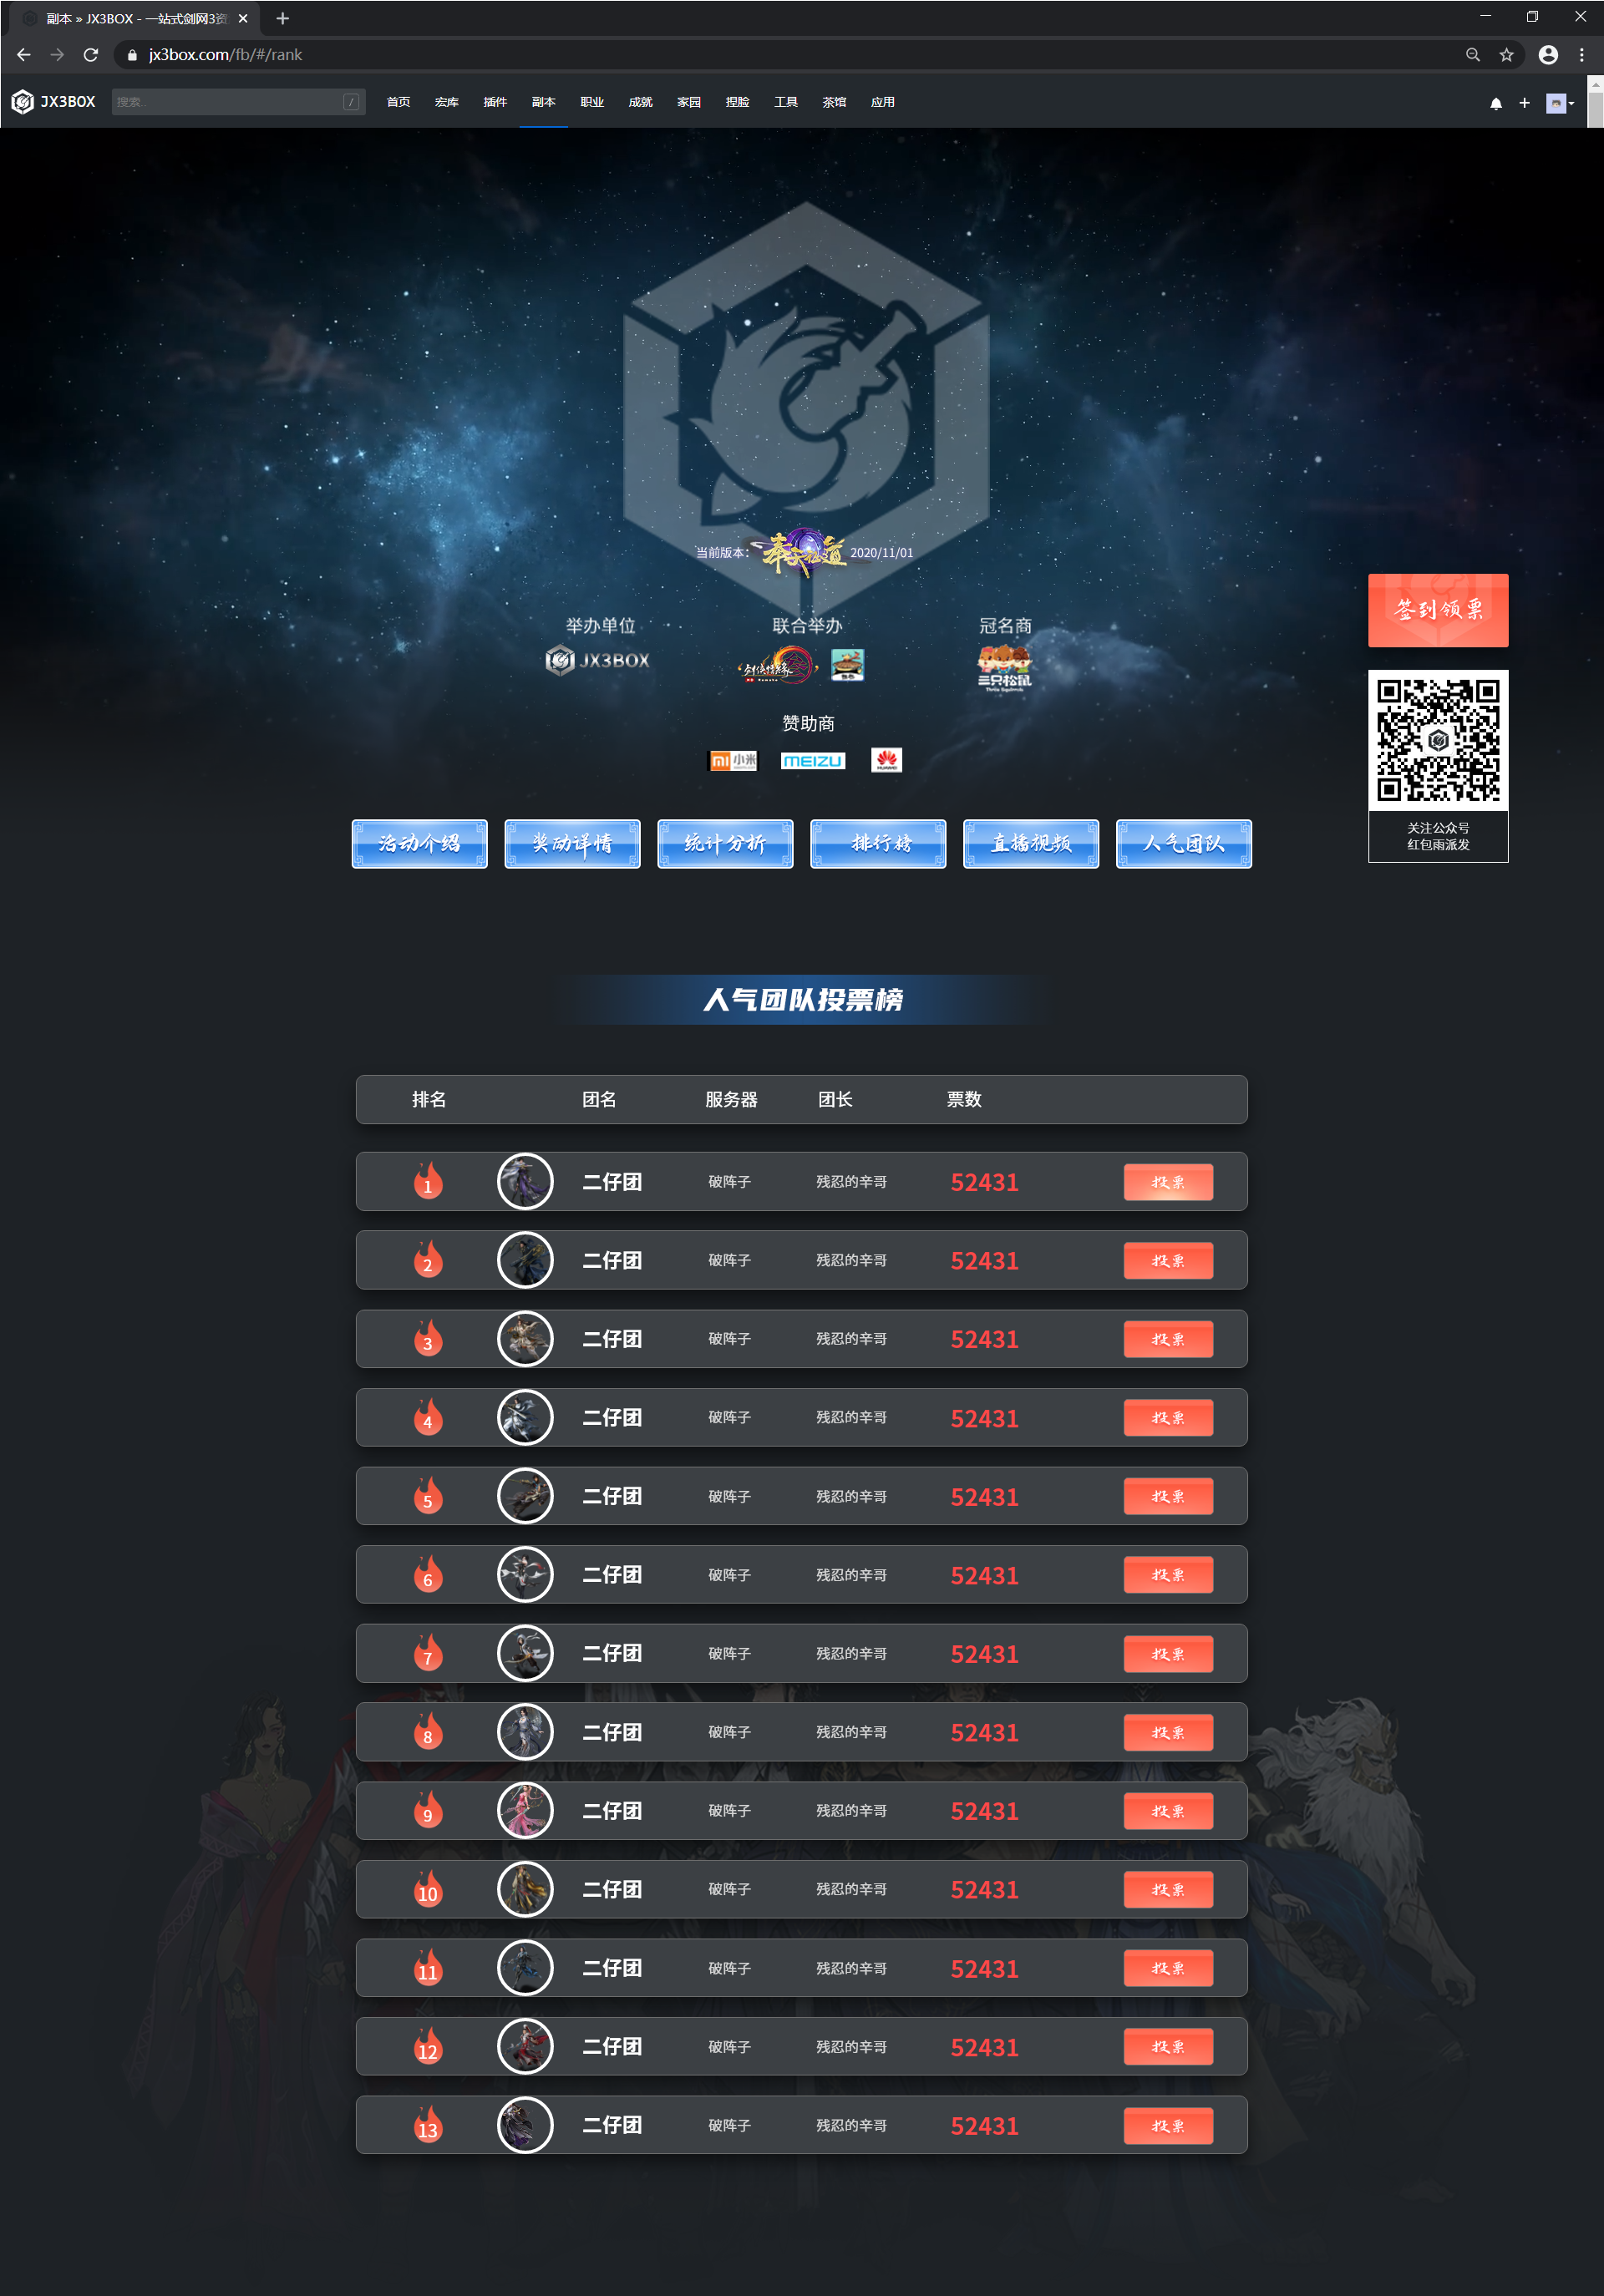 副本 » JX3BOX - 一站式剑网3资
jx3box.com/fb/#/rank
JX3BOX 搜索.. / 首页 宏库 插件 副本 职业 成就 家园 捏脸 工具 茶馆 应用
当前版本: 奉天证道 2020/11/01
签到领票
举办单位 联合举办 冠名商
JX3BOX 剑侠情缘 三只松鼠
Three Squirrels
赞助商
小米 MEIZU HUAWEI
关注公众号
红包雨派发
活动介绍 奖励详情 统计分析 排行榜 直播视频 人气团队
人气团队投票榜
排名 团名 服务器 团长 票数
1 二仔团 破阵子 残忍的辛哥 52431 投票
2 二仔团 破阵子 残忍的辛哥 52431 投票
3 二仔团 破阵子 残忍的辛哥 52431 投票
4 二仔团 破阵子 残忍的辛哥 52431 投票
5 二仔团 破阵子 残忍的辛哥 52431 投票
6 二仔团 破阵子 残忍的辛哥 52431 投票
7 二仔团 破阵子 残忍的辛哥 52431 投票
8 二仔团 破阵子 残忍的辛哥 52431 投票
9 二仔团 破阵子 残忍的辛哥 52431 投票
10 二仔团 破阵子 残忍的辛哥 52431 投票
11 二仔团 破阵子 残忍的辛哥 52431 投票
12 二仔团 破阵子 残忍的辛哥 52431 投票
13 二仔团 破阵子 残忍的辛哥 52431 投票